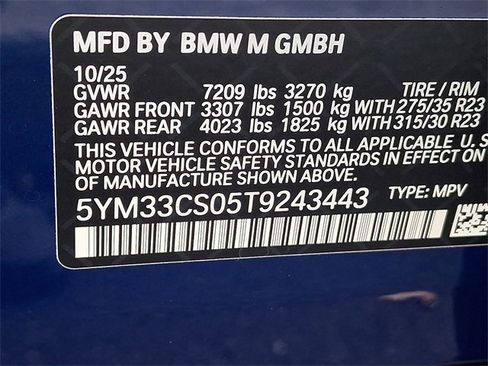 MFD BY BMW M GMBH
10/25
GVWR 7209 lbs 3270 kg TIRE / RIM
GAWR FRONT 3307 lbs 1500 kg WITH 275/35 R23
GAWR REAR 4023 lbs 1825 kg WITH 315/30 R23
THIS VEHICLE CONFORMS TO ALL APPLICABLE U. S.
MOTOR VEHICLE SAFETY STANDARDS IN EFFECT ON
DATE OF MANUFACTURE SHOWN ABOVE.
5YM33CS05T9243443 TYPE: MPV